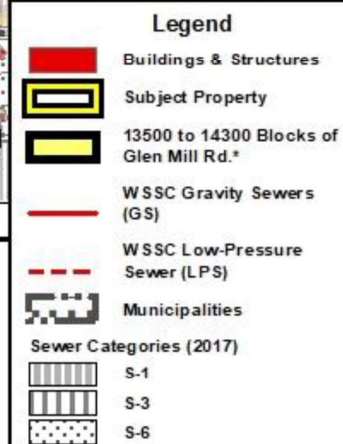 Legend
Buildings & Structures
Subject Property
13500 to 14300 Blocks of
Glen Mill Rd.*
WSSC Gravity Sewers
(GS)
WSSC Low-Pressure
Sewer (LPS)
Municipalities
Sewer Categories (2017)
S-1
S-3
S-6